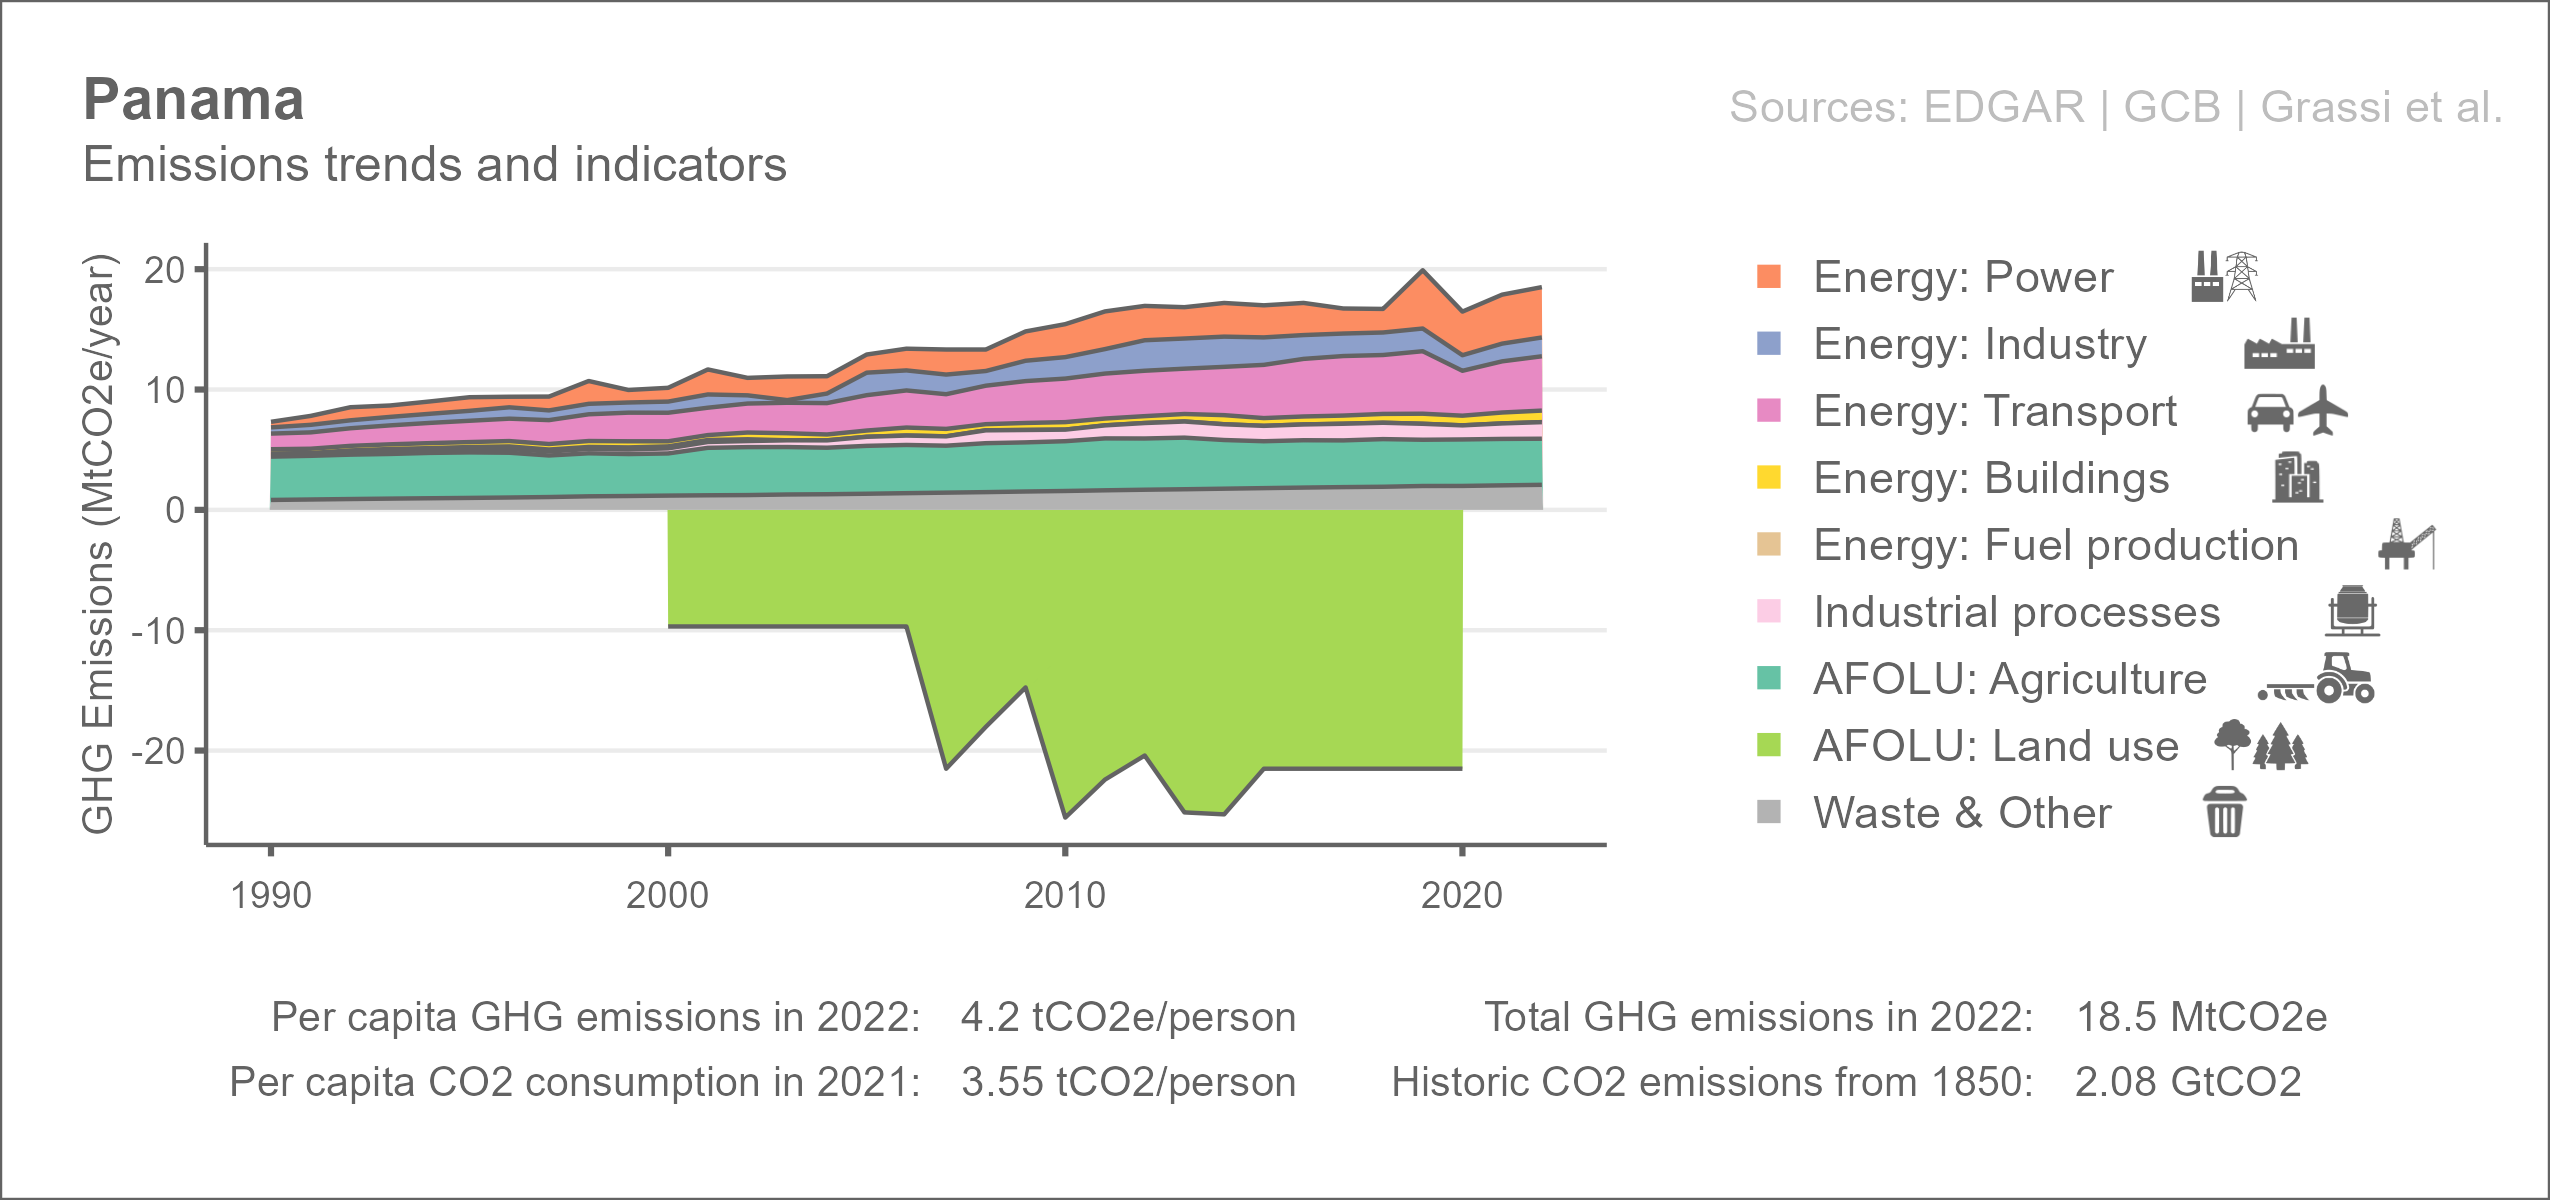 Panama
Sources: EDGAR | GCB | Grassi et al.
Emissions trends and indicators
GHG Emissions (MtCO2e/year)
20
10
0
-10
-20
1990
2000
2010
2020
Energy: Power
Energy: Industry
Energy: Transport
Energy: Buildings
Energy: Fuel production
Industrial processes
AFOLU: Agriculture
AFOLU: Land use
Waste & Other
Per capita GHG emissions in 2022: 4.2 tCO2e/person
Total GHG emissions in 2022: 18.5 MtCO2e
Per capita CO2 consumption in 2021: 3.55 tCO2/person
Historic CO2 emissions from 1850: 2.08 GtCO2